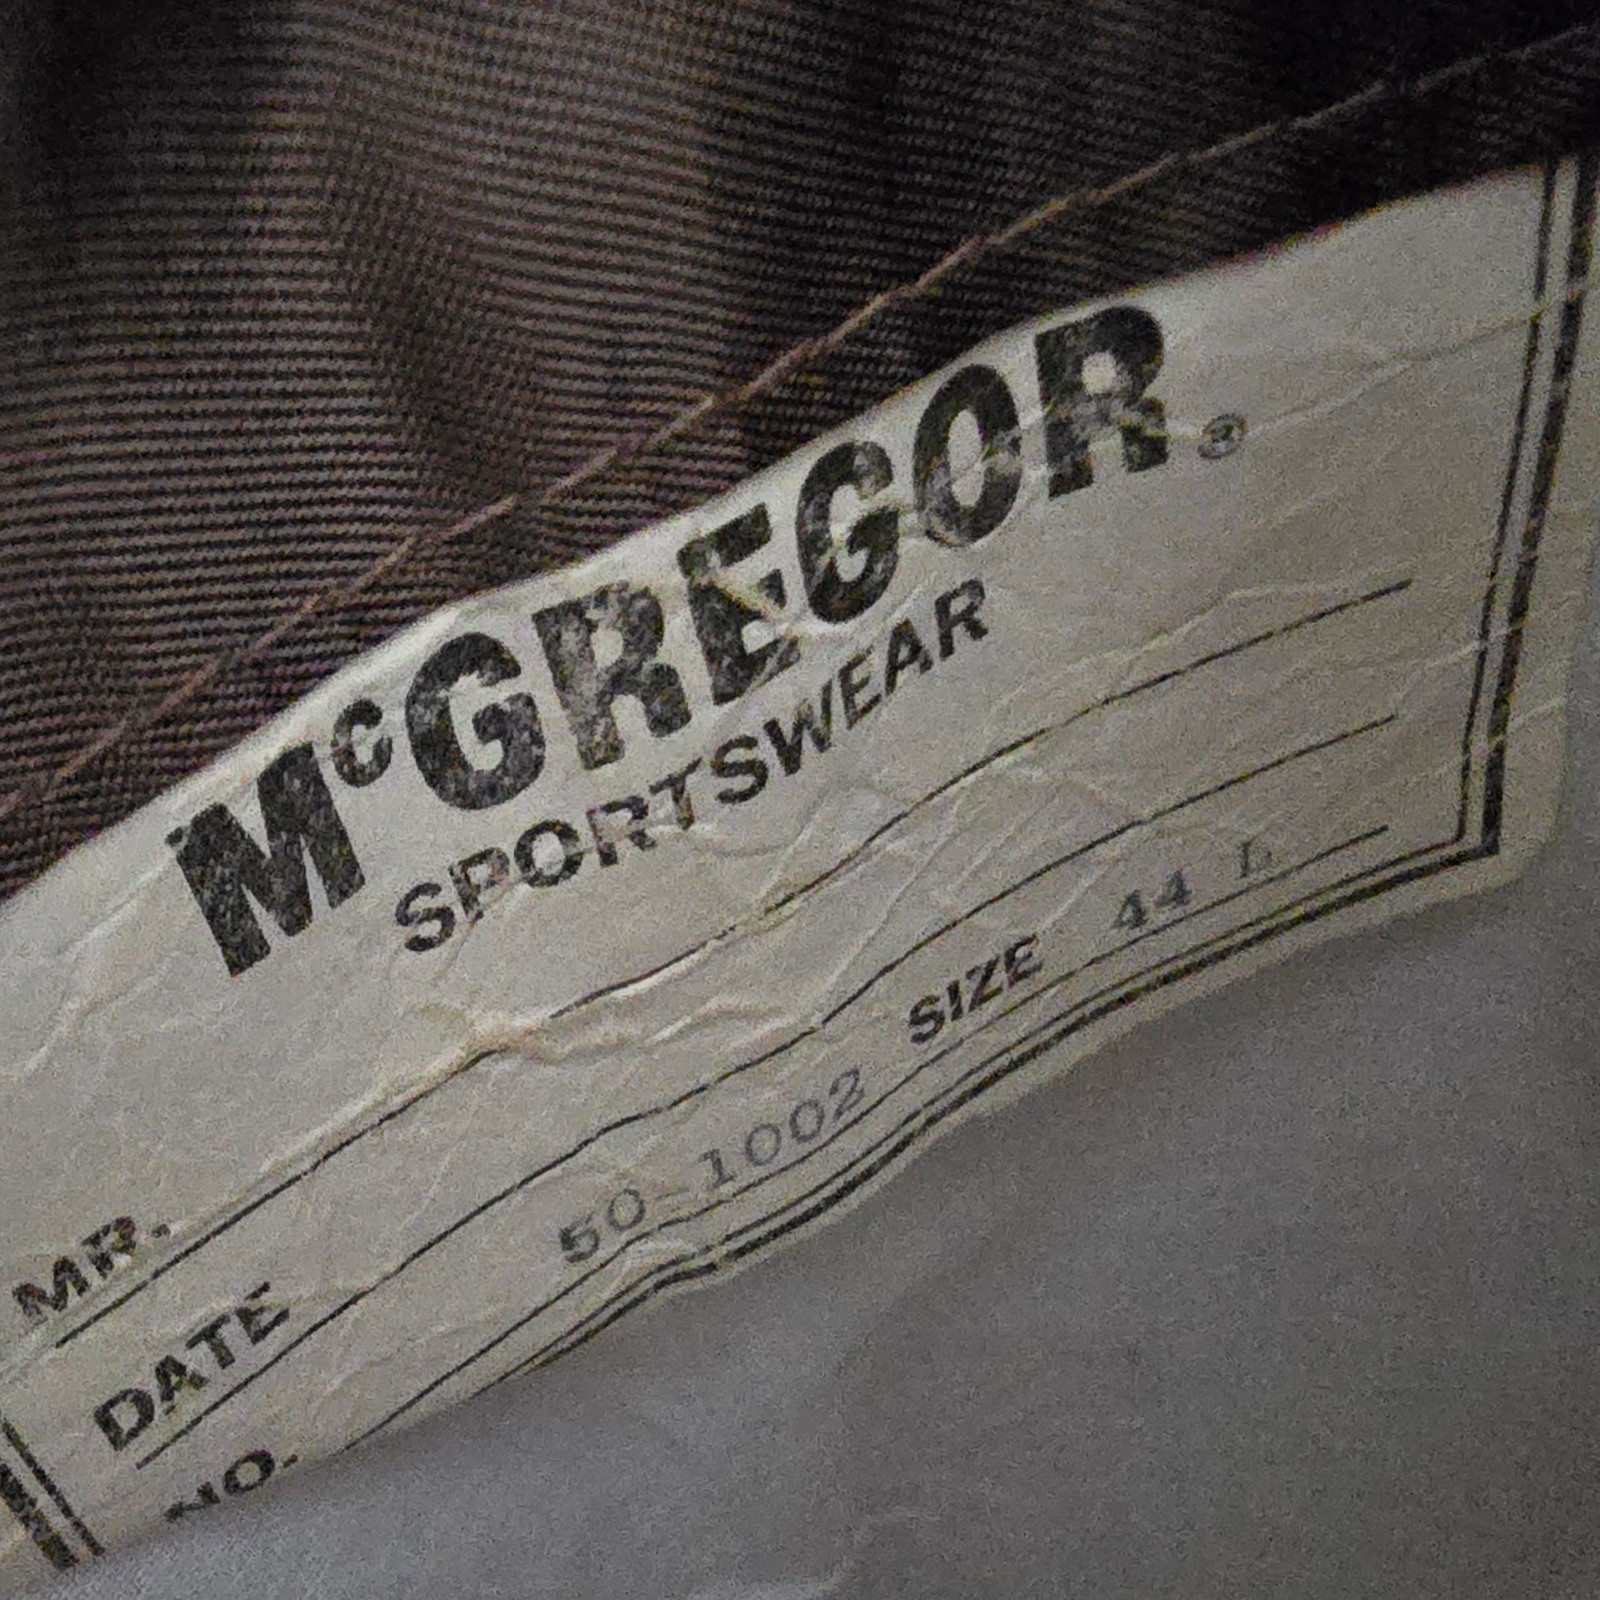 McGREGOR®
SPORTSWEAR
MR.
DATE
NO. 50-1002 SIZE 44 L